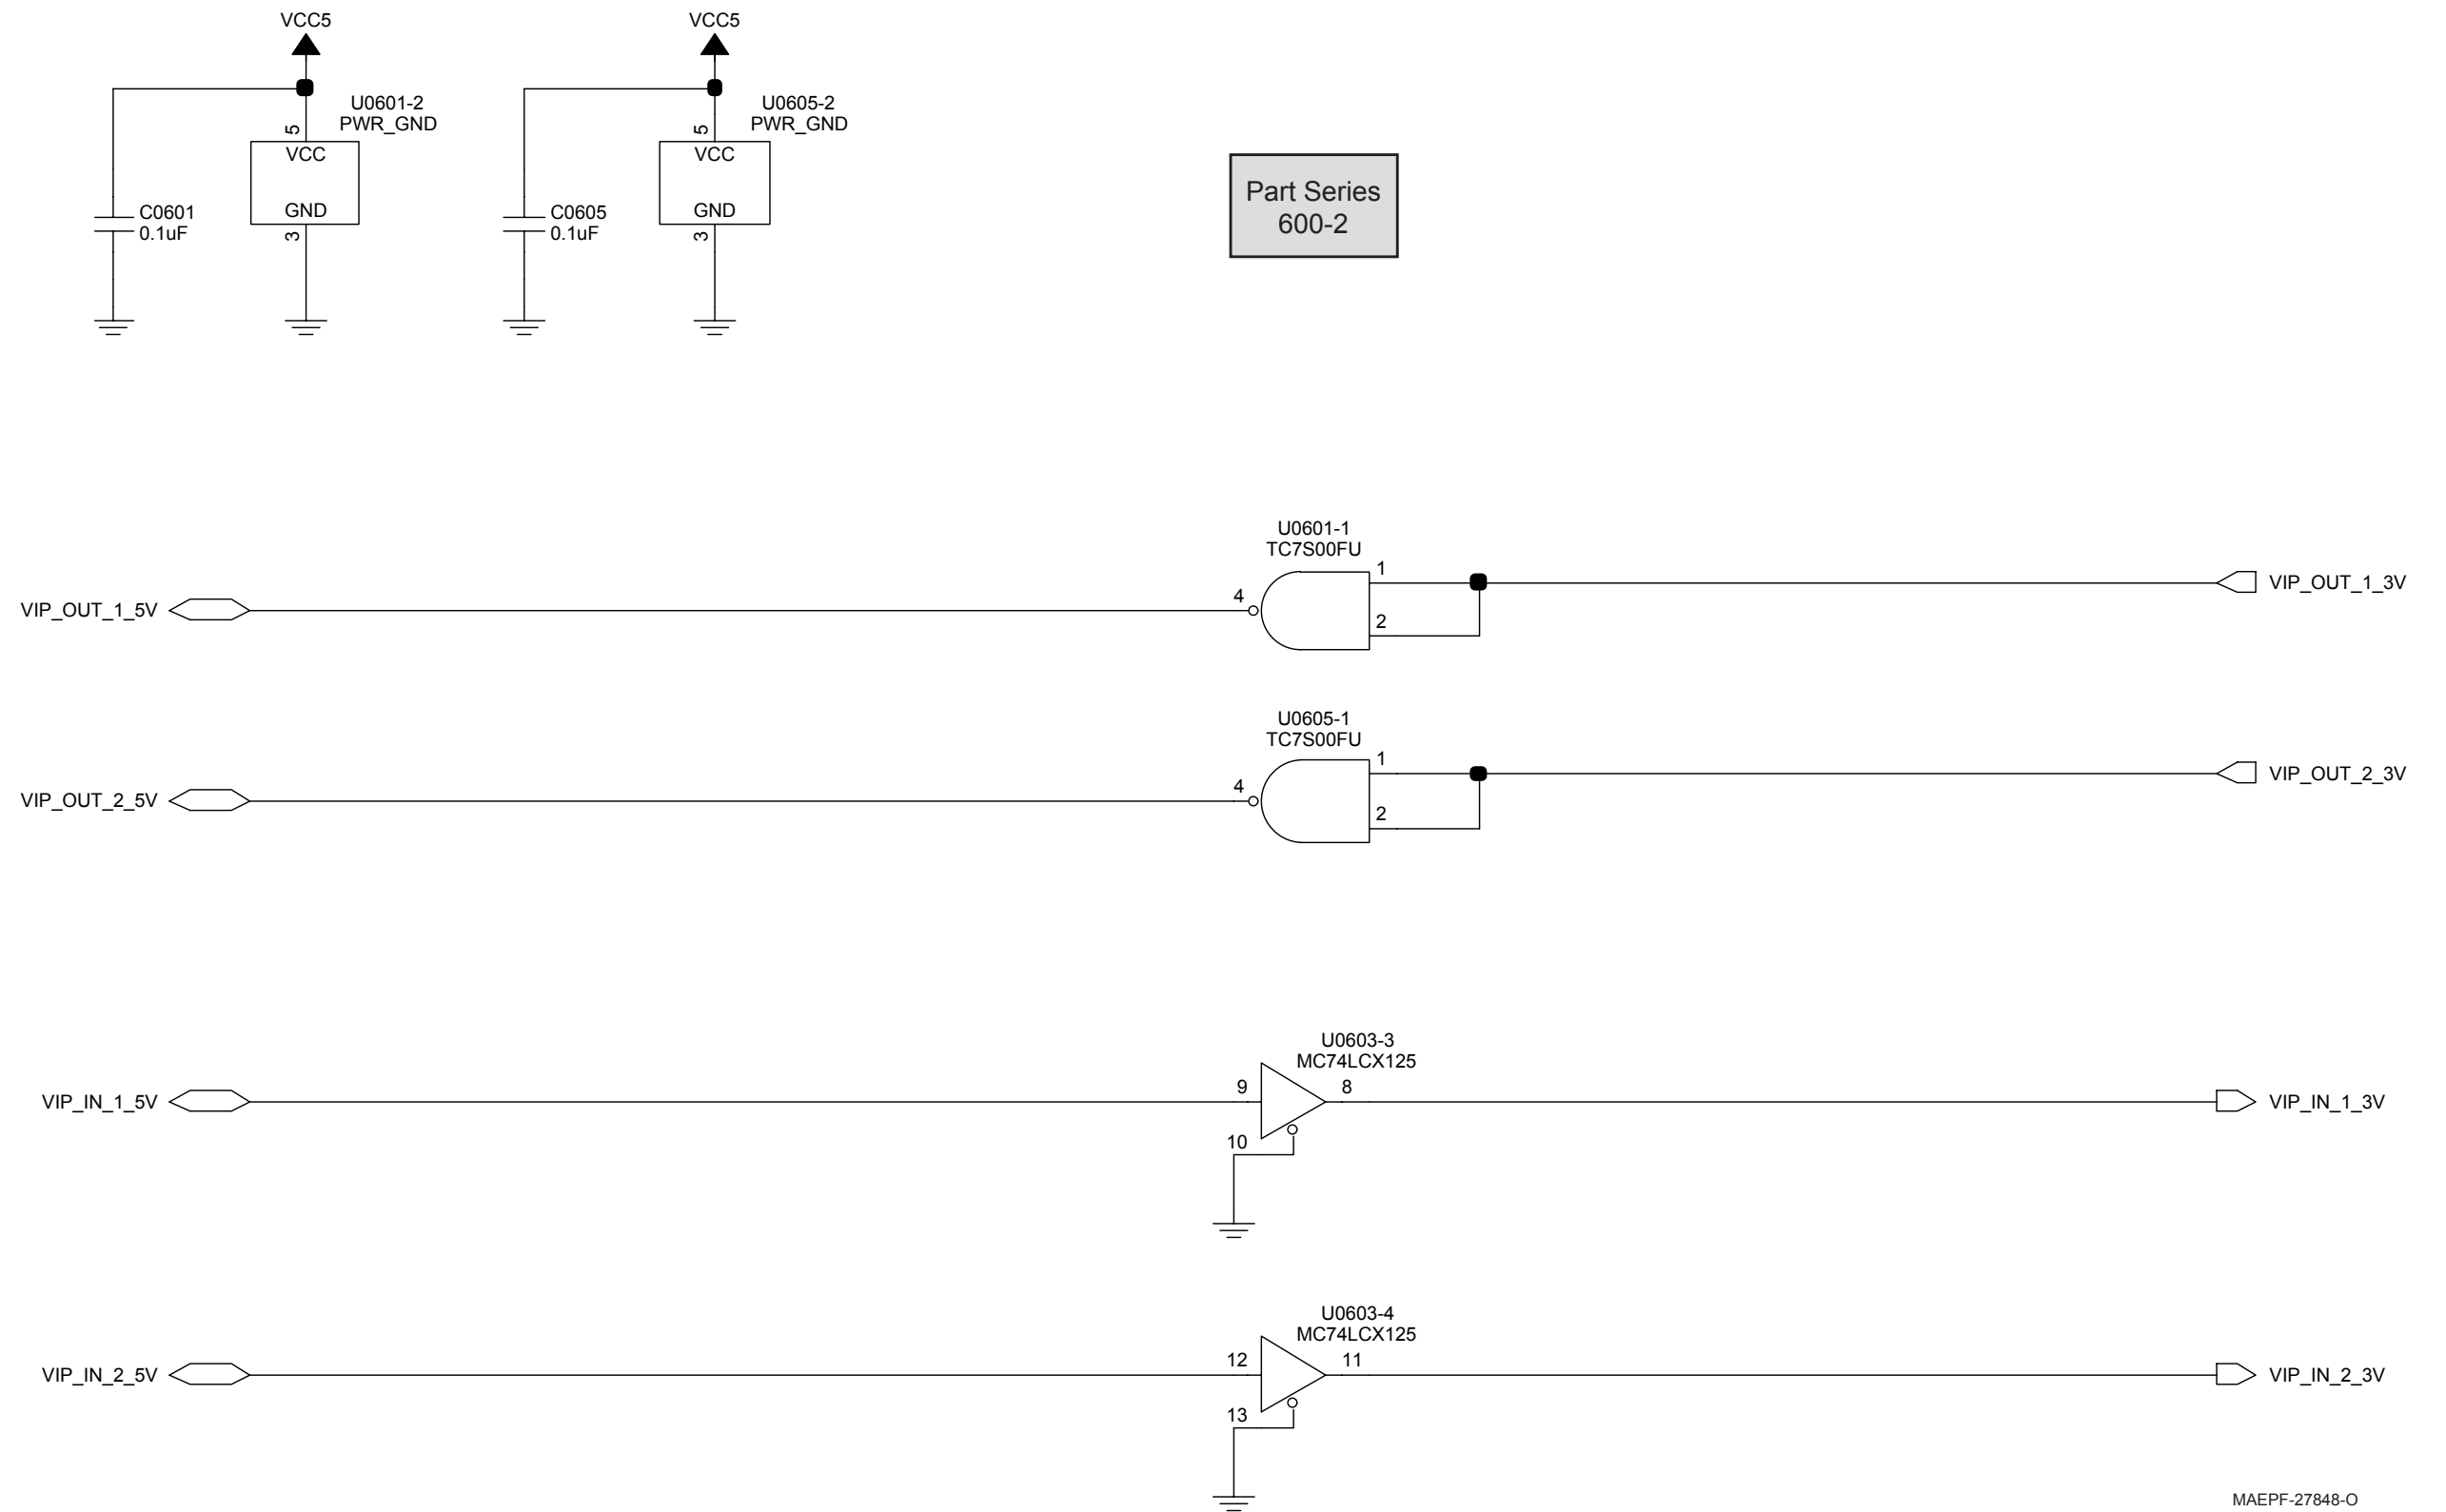 VCC5
VCC5
U0601-2
PWR_GND
U0605-2
PWR_GND
5
VCC
5
VCC
Part Series
600-2
C0601
0.1uF
GND
3
C0605
0.1uF
GND
3
U0601-1
TC7S00FU
1
VIP_OUT_1_3V
VIP_OUT_1_5V
4
2
U0605-1
TC7S00FU
1
VIP_OUT_2_3V
VIP_OUT_2_5V
4
2
U0603-3
MC74LCX125
VIP_IN_1_5V
9
8
VIP_IN_1_3V
10
U0603-4
MC74LCX125
VIP_IN_2_5V
12
11
VIP_IN_2_3V
13
MAEPF-27848-O